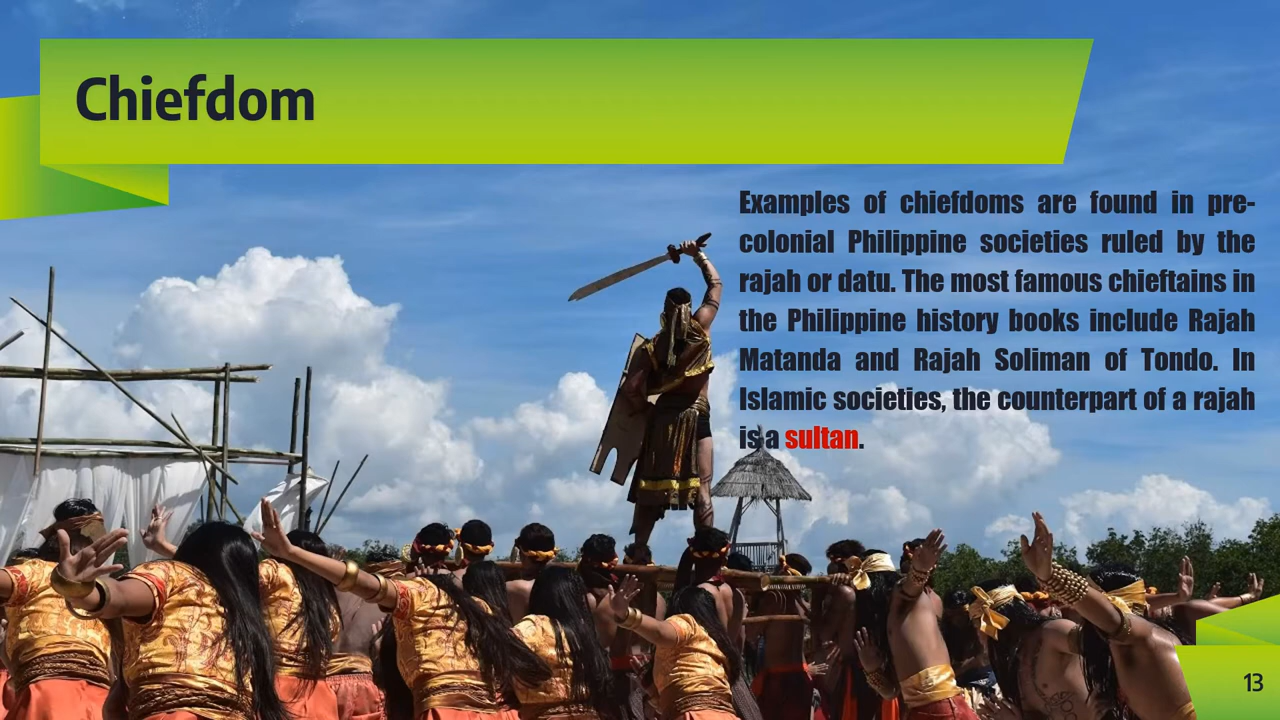 Chiefdom
Examples of chiefdoms are found in pre-
colonial Philippine societies ruled by the
rajah or datu. The most famous chieftains in
the Philippine history books include Rajah
Matanda and Rajah Soliman of Tondo. In
Islamic societies, the counterpart of a rajah
is a sultan.
13